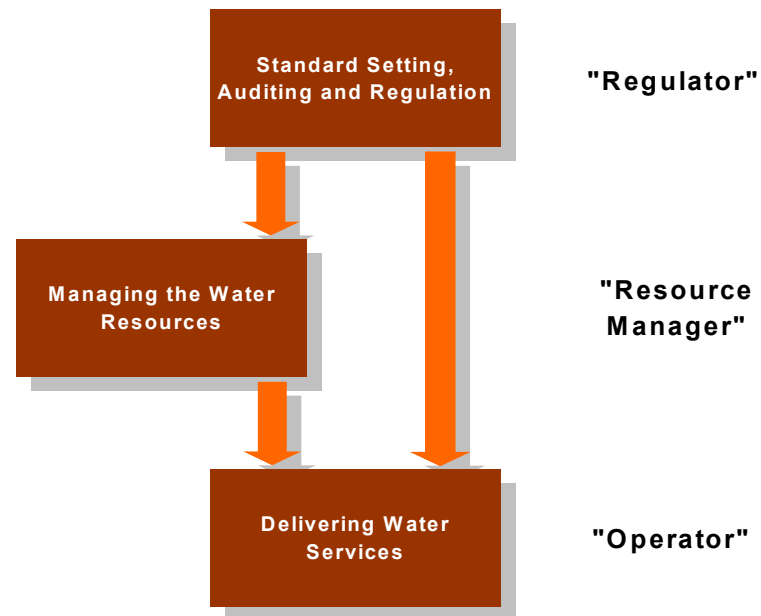 Standard Setting,
Auditing and Regulation
"Regulator"
Managing the Water
Resources
"Resource
Manager"
Delivering Water
Services
"Operator"